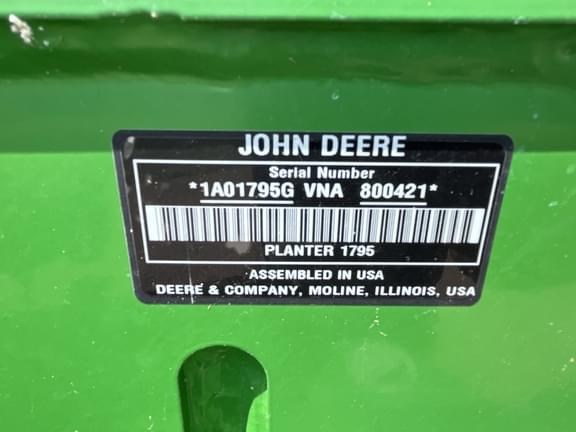 JOHN DEERE
Serial Number
*1A01795G VNA 800421*
PLANTER 1795
ASSEMBLED IN USA
DEERE & COMPANY, MOLINE, ILLINOIS, USA